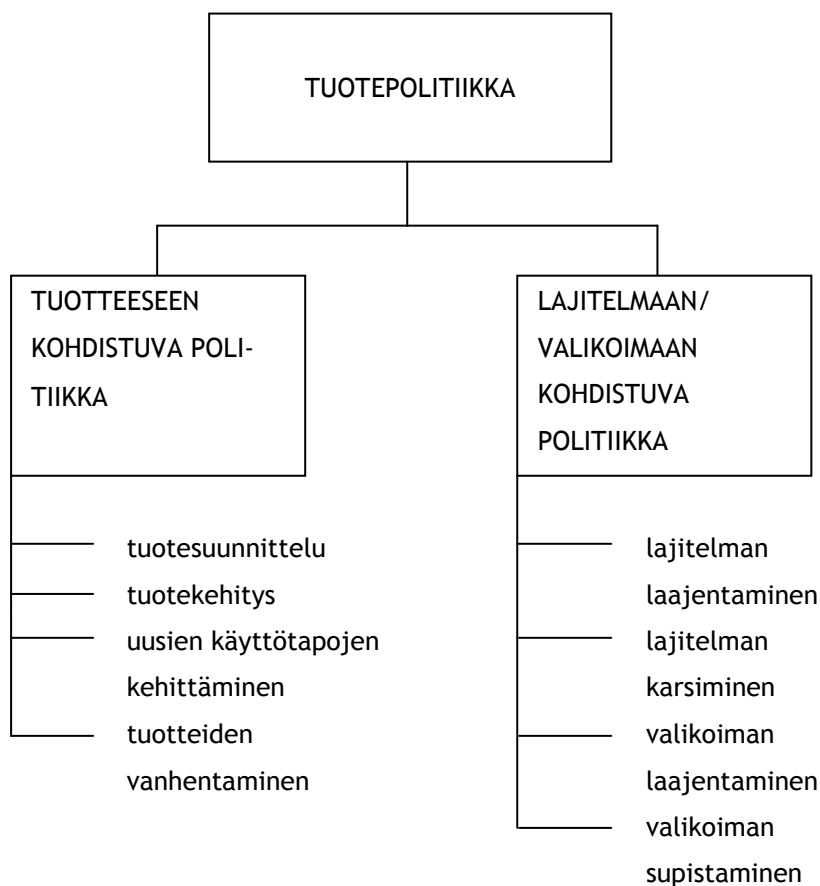 TUOTEPOLITIIKKA
TUOTTEESEEN
KOHDISTUVA POLI-
TIIKKA
tuotesuunnittelu
tuotekehitys
uusien käyttötapojen
kehittäminen
tuotteiden
vanhentaminen
LAJITELMAAN/
VALIKOIMAAN
KOHDISTUVA
POLITIIKKA
lajitelman
laajentaminen
lajitelman
karsiminen
valikoiman
laajentaminen
valikoiman
supistaminen